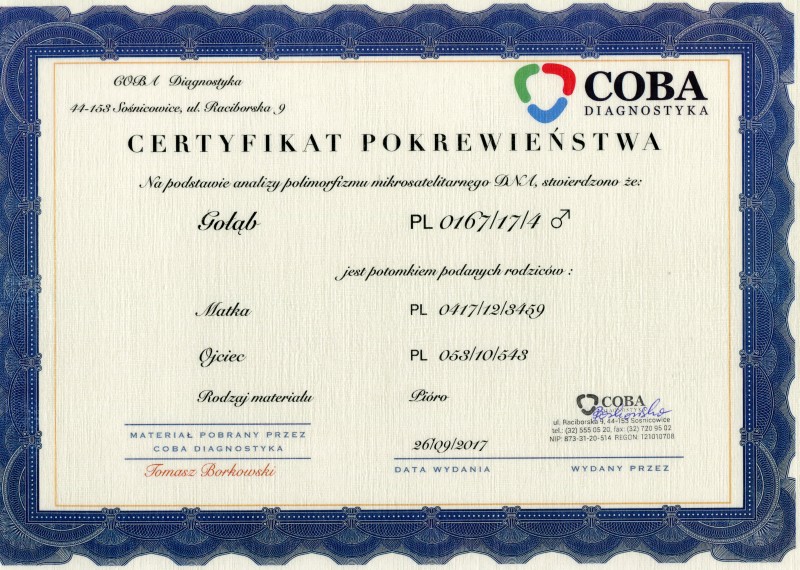 COBA Diagnostyka
44-153 Sośnicowice, ul. Raciborska 9
COBA
DIAGNOSTYKA
CERTYFIKAT POKREWIEŃSTWA
Na podstawie analizy polimorfizmu mikrosatelitarnęgo DNA, stwierdzono że:
Gołąb PL 0167/17/4 ♂
jest potomkiem podanych rodziców :
Matka PL 0417/12/3459
Ojciec PL 053/10/543
Rodzaj materiału Pióro
COBA
DIAGNOSTYKA
ul. Raciborska 9, 44-153 Sośnicowice
tel.: (32) 555 05 20, fax: (32) 720 95 02
NIP: 873-31-20-514 REGON: 121010708
MATERIAŁ POBRANY PRZEZ
COBA DIAGNOSTYKA
Tomasz Borkowski
26/09/2017
DATA WYDANIA
WYDANY PRZEZ